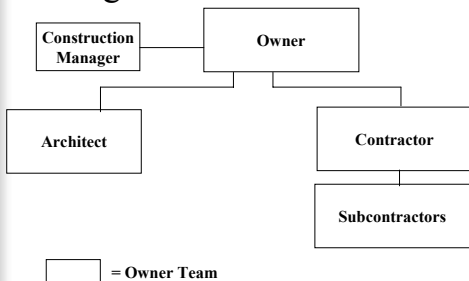 Construction
Manager
Owner
Architect
Contractor
Subcontractors
= Owner Team